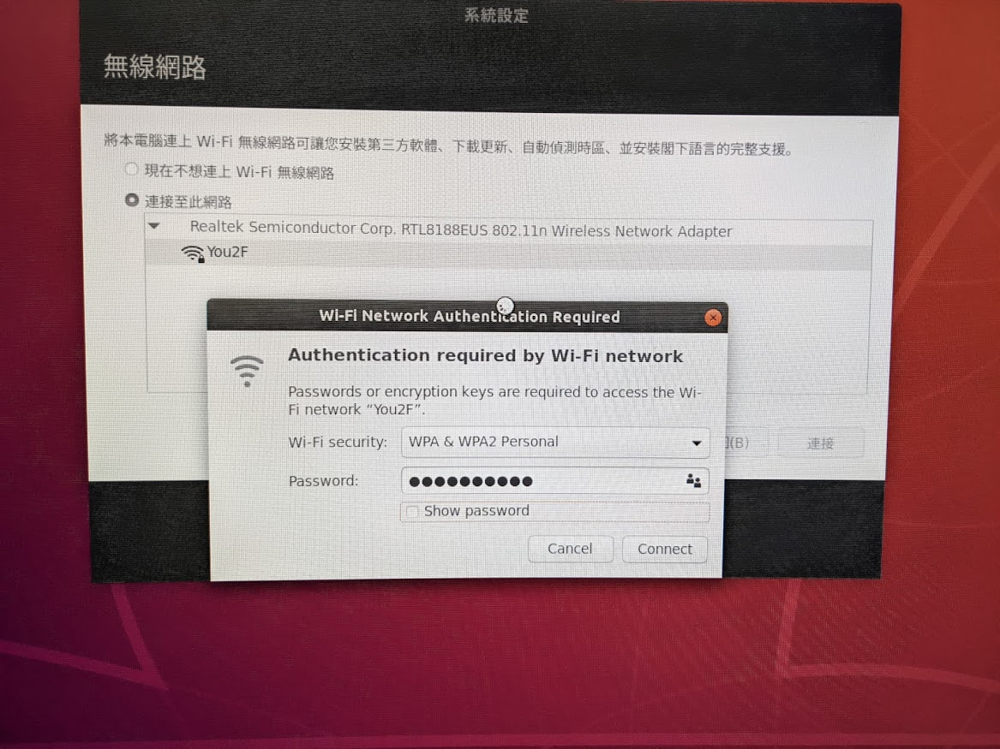 系統設定
無線網路
將本電腦連上 Wi-Fi 無線網路可讓您安裝第三方軟體、下載更新、自動偵測時區、並安裝閣下語言的完整支援。
現在不想連上 Wi-Fi 無線網路
連接至此網路
Realtek Semiconductor Corp. RTL8188EUS 802.11n Wireless Network Adapter
You2F
Wi-Fi Network Authentication Required
Authentication required by Wi-Fi network
Passwords or encryption keys are required to access the Wi-
Fi network “You2F”.
Wi-Fi security: WPA & WPA2 Personal
Password: ●●●●●●●●●●
Show password
Cancel Connect
(B) 連接